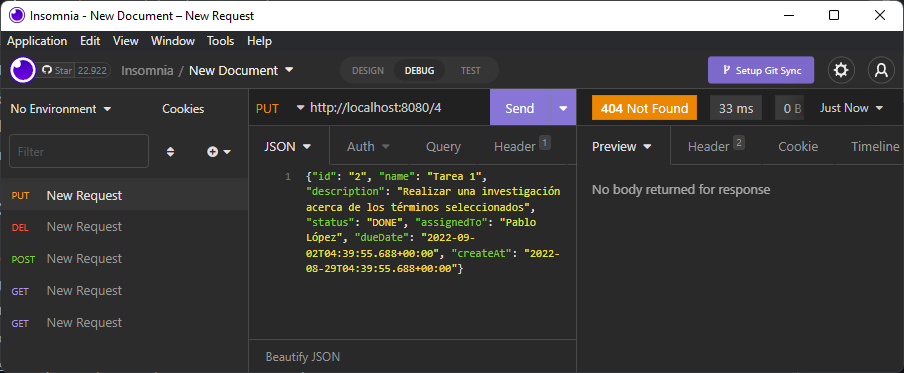 Insomnia - New Document – New Request
Application Edit View Window Tools Help
Star 22.922 Insomnia / New Document DESIGN DEBUG TEST Setup Git Sync
No Environment Cookies PUT http://localhost:8080/4 Send 404 Not Found 33 ms 0 B Just Now
Filter JSON Auth Query Header 1 Preview Header 2 Cookie Timeline
PUT New Request
DEL New Request
POST New Request
GET New Request
GET New Request
1 {"id": "2", "name": "Tarea 1",
"description": "Realizar una investigación
acerca de los términos seleccionados",
"status": "DONE", "assignedTo": "Pablo
López", "dueDate": "2022-09-
02T04:39:55.688+00:00", "createAt": "2022-
08-29T04:39:55.688+00:00"}
Beautify JSON
No body returned for response